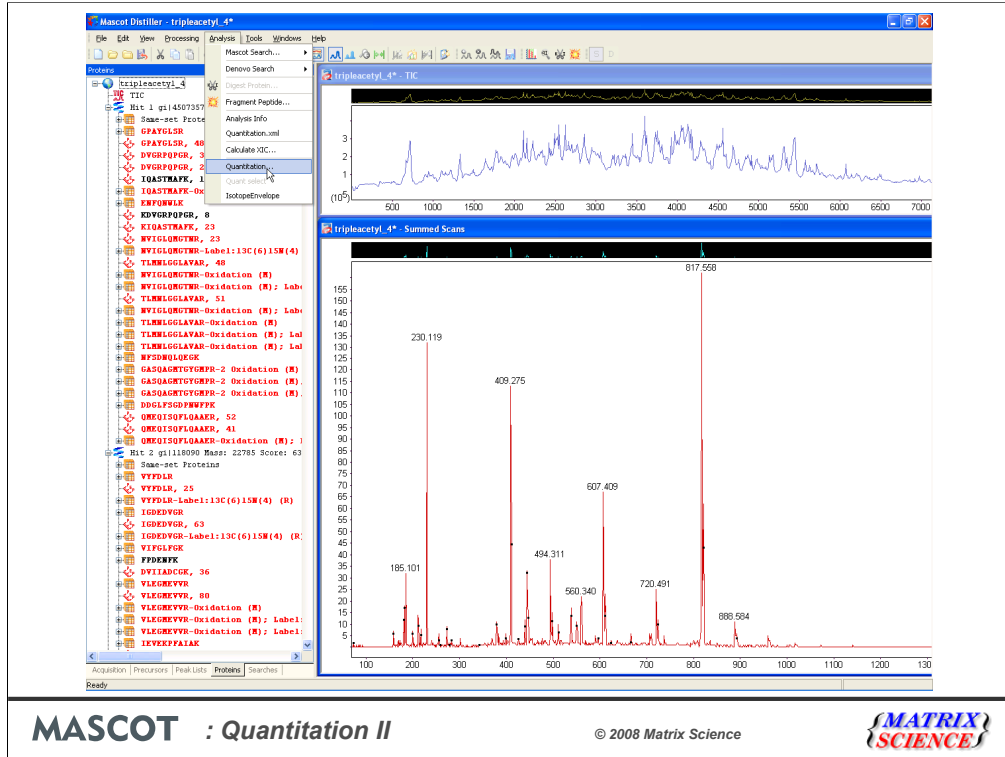 Mascot Distiller - tripleacetyl_4*
File Edit View Processing Analysis Tools Windows Help
Mascot Search...
Denovo Search
Digest Protein...
Fragment Peptide...
Analysis Info
Quantitation.xml
Calculate XIC...
Quantitation...
Quant select
IsotopeEnvelope
Proteins
tripleacetyl_4
TIC
Hit 1 gi|4507357
Same-set Prote
GPAYGLSR
GPAYGLSR, 48
DVGRPQPGR, 3
DVGRPQPGR, 2
IQASTMAFK, 1
IQASTMAFK-Ox
ENFQNWLK
KDVGRPQPGR, 8
KIQASTMAFK, 23
NVIGLQMGTNR, 23
NVIGLQMGTNR-Label:13C(6)15N(4)
TLMNLGGLAVAR, 48
NVIGLQMGTNR-Oxidation (M)
NVIGLQMGTNR-Oxidation (M); Labe
TLMNLGGLAVAR, 51
NVIGLQMGTNR-Oxidation (M); Labe
TLMNLGGLAVAR-Oxidation (M)
TLMNLGGLAVAR-Oxidation (M); Lal
TLMNLGGLAVAR-Oxidation (M); Lal
NFSDNQLQEGK
GASQAGMTGYGMPR-2 Oxidation (M)
GASQAGMTGYGMPR-2 Oxidation (M)
GASQAGMTGYGMPR-2 Oxidation (M)
DDGLFSGDPNWFPK
QMEQISQFLQAAER, 52
QMEQISQFLQAAER, 41
QMEQISQFLQAAER-Oxidation (M);
Hit 2 gi|118090 Mass: 22785 Score: 63
Same-set Proteins
VYFDLR
VYFDLR, 25
VYFDLR-Label:13C(6)15N(4) (R)
IGDEDVGR
IGDEDVGR, 63
IGDEDVGR-Label:13C(6)15N(4) (R
VIFGLFGK
FPDENFK
DVIIADCGK, 36
VLEGMEVVR
VLEGMEVVR, 80
VLEGMEVVR-Oxidation (M)
VLEGMEVVR-Oxidation (M); Label:
VLEGMEVVR-Oxidation (M); Label:
IEVEKPFAIAK
Acquisition Precursors Peak Lists Proteins Searches
Ready
tripleacetyl_4* - TIC
3
2
1
(10⁵)
500 1000 1500 2000 2500 3000 3500 4000 4500 5000 5500 6000 6500 7000
tripleacetyl_4* - Summed Scans
817.558
155
150
145
140
135
130
125
120
115
110
105
100
95
90
85
80
75
70
65
60
55
50
45
40
35
30
25
20
15
10
5
230.119
409.275
607.409
494.311
185.101
560.340
720.491
888.584
100 200 300 400 500 600 700 800 900 1000 1100 1200 130
MASCOT : Quantitation II © 2008 Matrix Science
{MATRIX}
{SCIENCE}